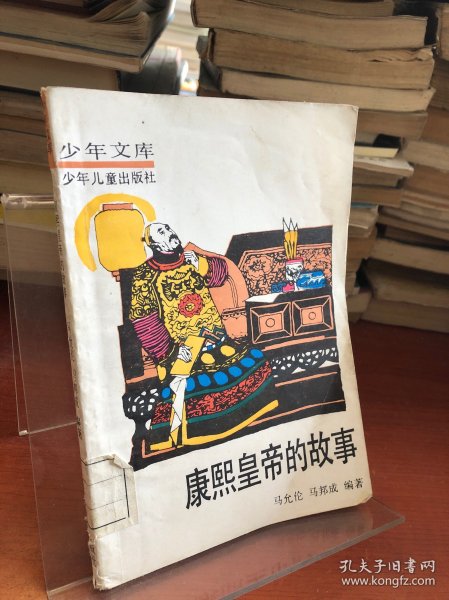 少年文库
少年儿童出版社
康熙皇帝的故事
马允伦 马邦成 编著
孔夫子旧书网
www.kongfz.com